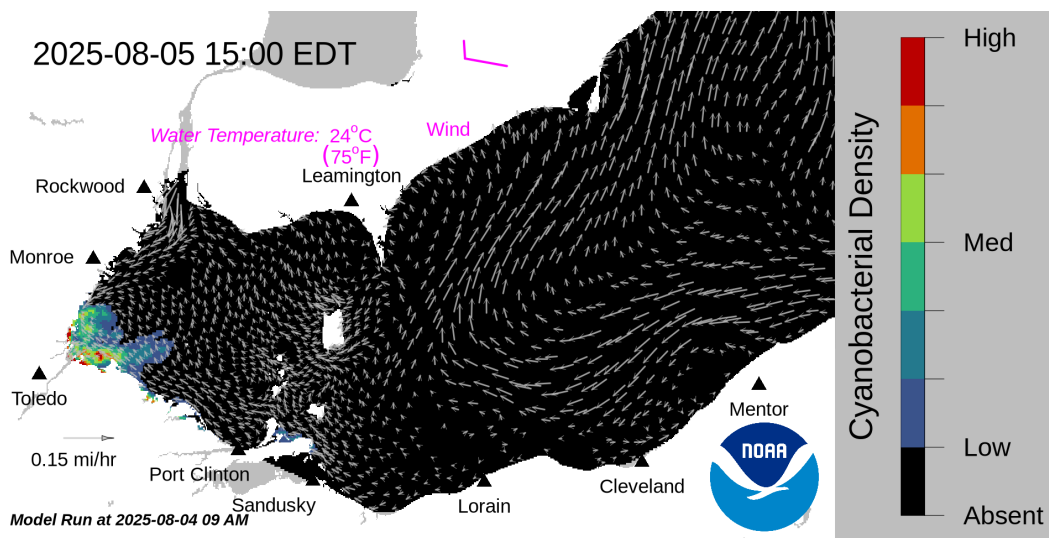 2025-08-05 15:00 EDT
High
Wind
Water Temperature: 24°C
(75°F)
Leamington
Rockwood
Med
Monroe
Cyanobacterial Density
Toledo
Mentor
0.15 mi/hr
NOAA
Low
Port Clinton
Cleveland
Sandusky
Lorain
Absent
Model Run at 2025-08-04 09 AM